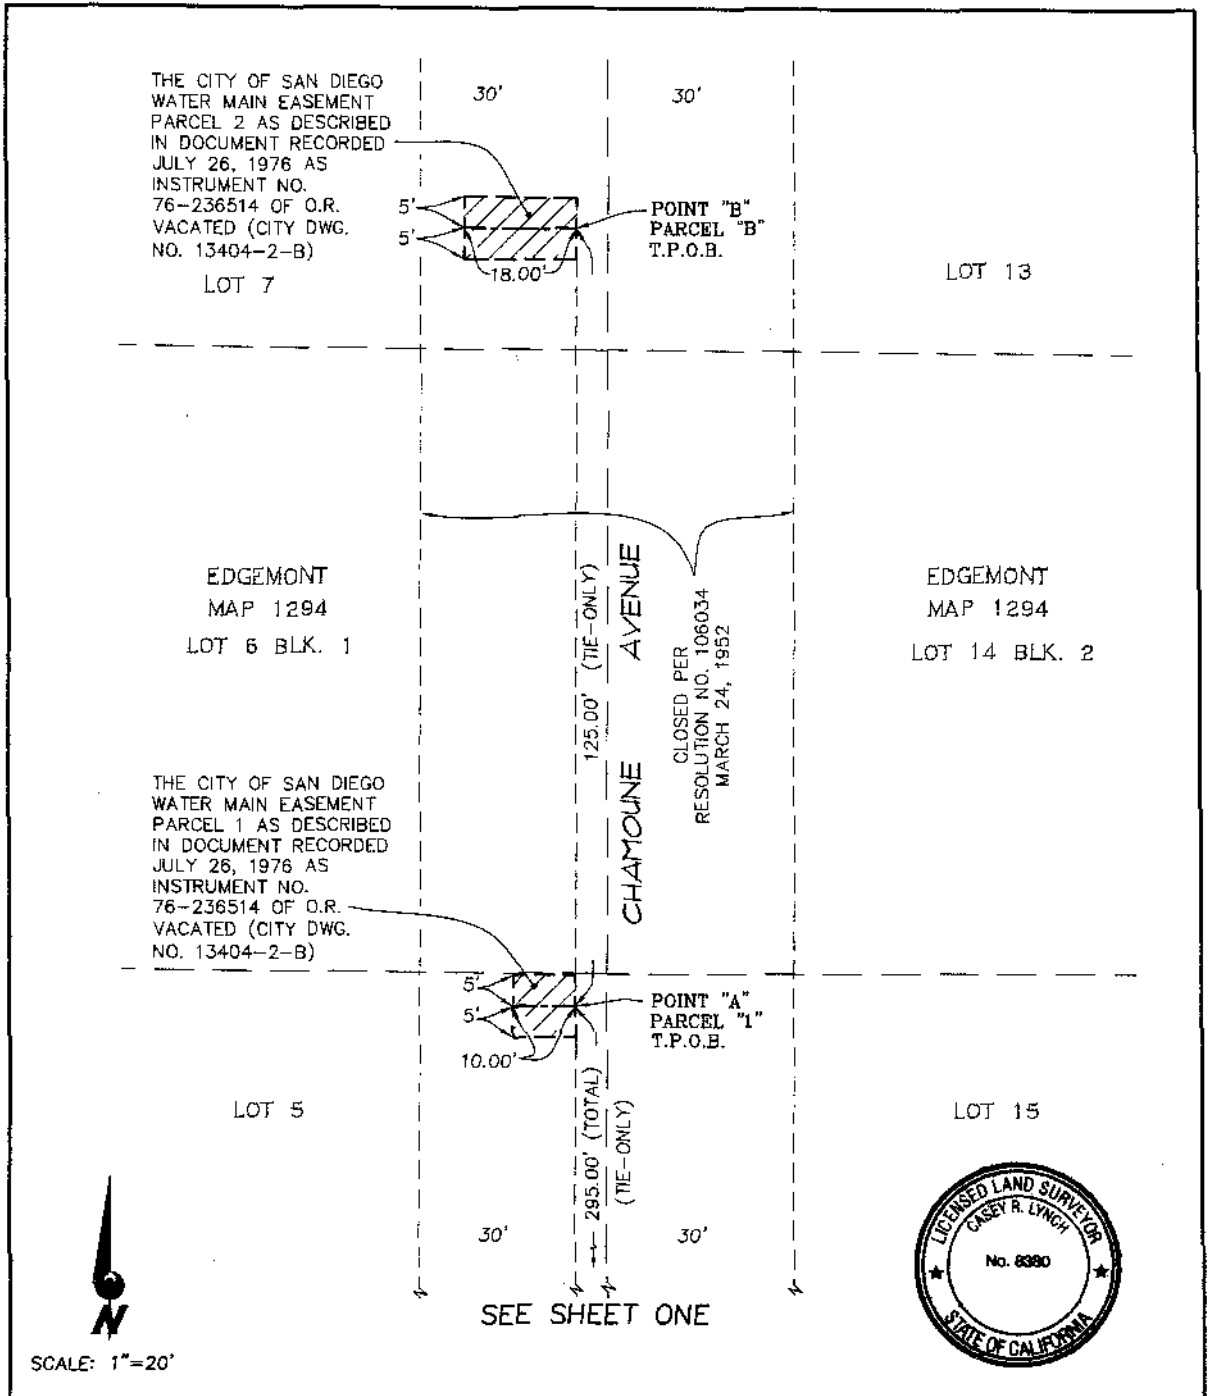 THE CITY OF SAN DIEGO
WATER MAIN EASEMENT
PARCEL 2 AS DESCRIBED
IN DOCUMENT RECORDED
JULY 26, 1976 AS
INSTRUMENT NO.
76-236514 OF O.R.
VACATED (CITY DWG.
NO. 13404-2-B)
30'
30'
5'
5'
18.00'
POINT "B"
PARCEL "B"
T.P.O.B.
LOT 7
LOT 13
EDGEMONT
MAP 1294
LOT 6 BLK. 1
125.00' (TIE-ONLY)
CHAMOUNE AVENUE
CLOSED PER
RESOLUTION NO. 106034
MARCH 24, 1952
EDGEMONT
MAP 1294
LOT 14 BLK. 2
THE CITY OF SAN DIEGO
WATER MAIN EASEMENT
PARCEL 1 AS DESCRIBED
IN DOCUMENT RECORDED
JULY 26, 1976 AS
INSTRUMENT NO.
76-236514 OF O.R.
VACATED (CITY DWG.
NO. 13404-2-B)
5'
5'
10.00'
POINT "A"
PARCEL "1"
T.P.O.B.
LOT 5
LOT 15
295.00' (TOTAL)
(TIE-ONLY)
30'
30'
LICENSED LAND SURVEYOR
CASEY R. LYNCH
No. 8380
STATE OF CALIFORNIA
N
SEE SHEET ONE
SCALE: 1"=20'